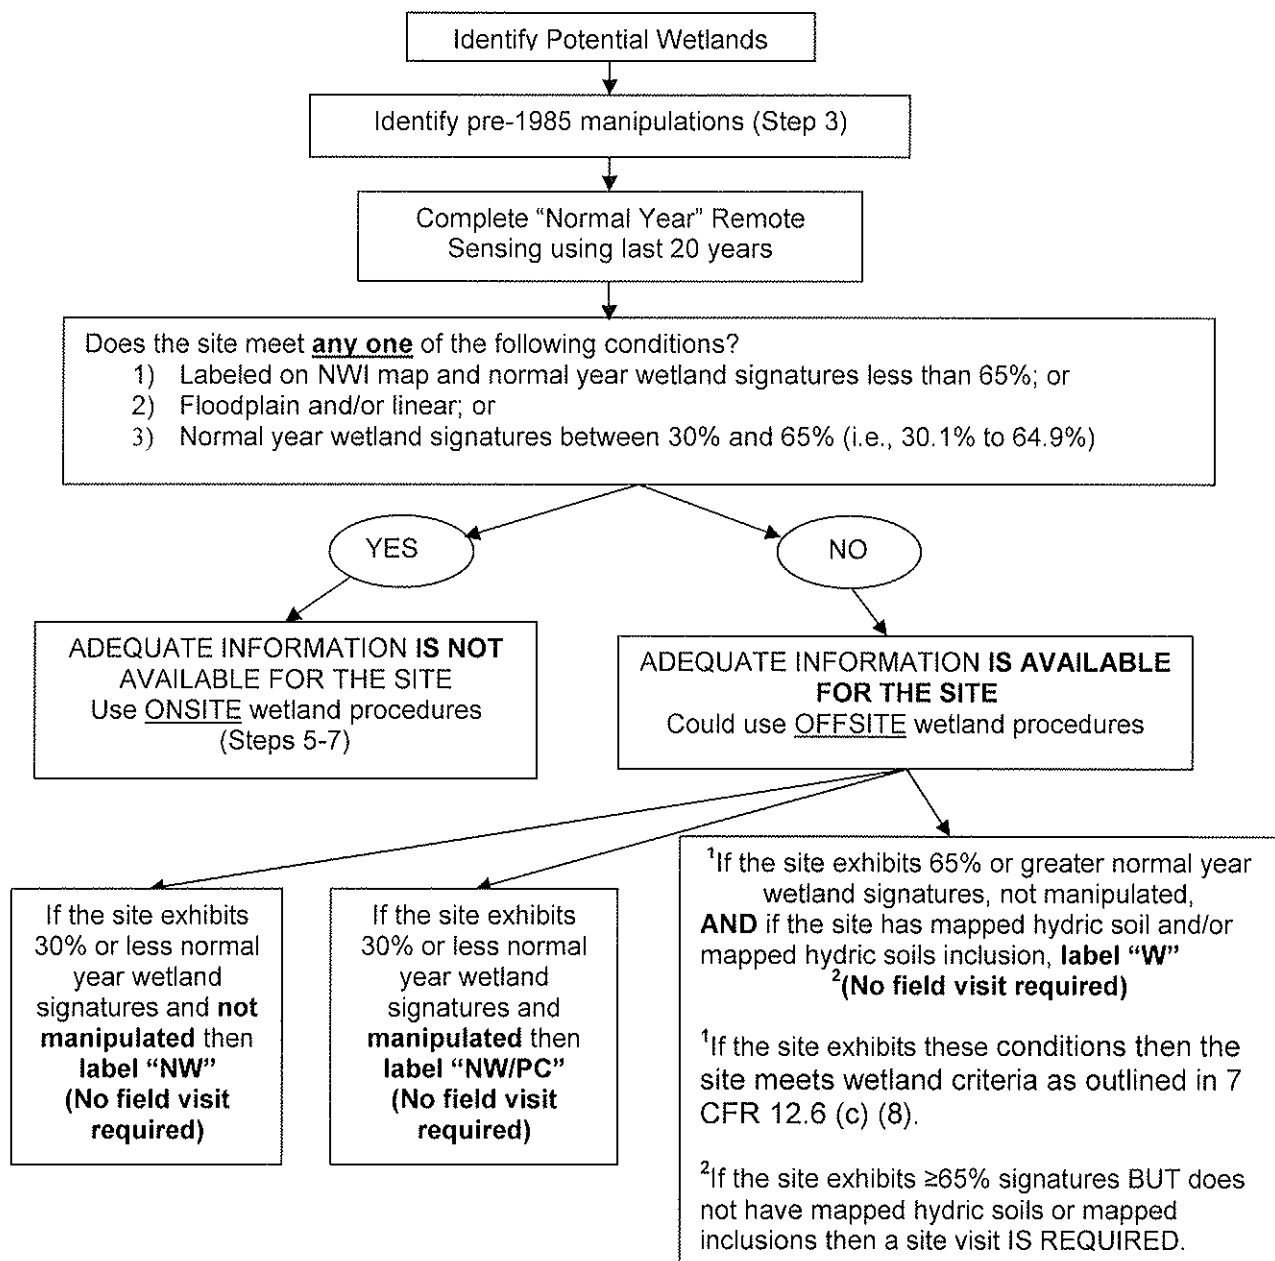 Identify Potential Wetlands
Identify pre-1985 manipulations (Step 3)
Complete “Normal Year” Remote
Sensing using last 20 years
Does the site meet any one of the following conditions?
1) Labeled on NWI map and normal year wetland signatures less than 65%; or
2) Floodplain and/or linear; or
3) Normal year wetland signatures between 30% and 65% (i.e., 30.1% to 64.9%)
YES
NO
ADEQUATE INFORMATION IS NOT
AVAILABLE FOR THE SITE
Use ONSITE wetland procedures
(Steps 5-7)
ADEQUATE INFORMATION IS AVAILABLE
FOR THE SITE
Could use OFFSITE wetland procedures
If the site exhibits
30% or less normal
year wetland
signatures and not
manipulated then
label “NW”
(No field visit
required)
If the site exhibits
30% or less normal
year wetland
signatures and
manipulated then
label “NW/PC”
(No field visit
required)
¹If the site exhibits 65% or greater normal year
wetland signatures, not manipulated,
AND if the site has mapped hydric soil and/or
mapped hydric soils inclusion, label “W”
²(No field visit required)
¹If the site exhibits these conditions then the
site meets wetland criteria as outlined in 7
CFR 12.6 (c) (8).
²If the site exhibits ≥65% signatures BUT does
not have mapped hydric soils or mapped
inclusions then a site visit IS REQUIRED.